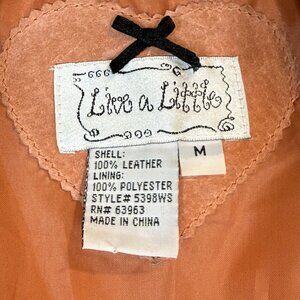 Live a Little
SHELL:
100% LEATHER
LINING:
100% POLYESTER
STYLE# 5398WS
RN# 63963
MADE IN CHINA
M